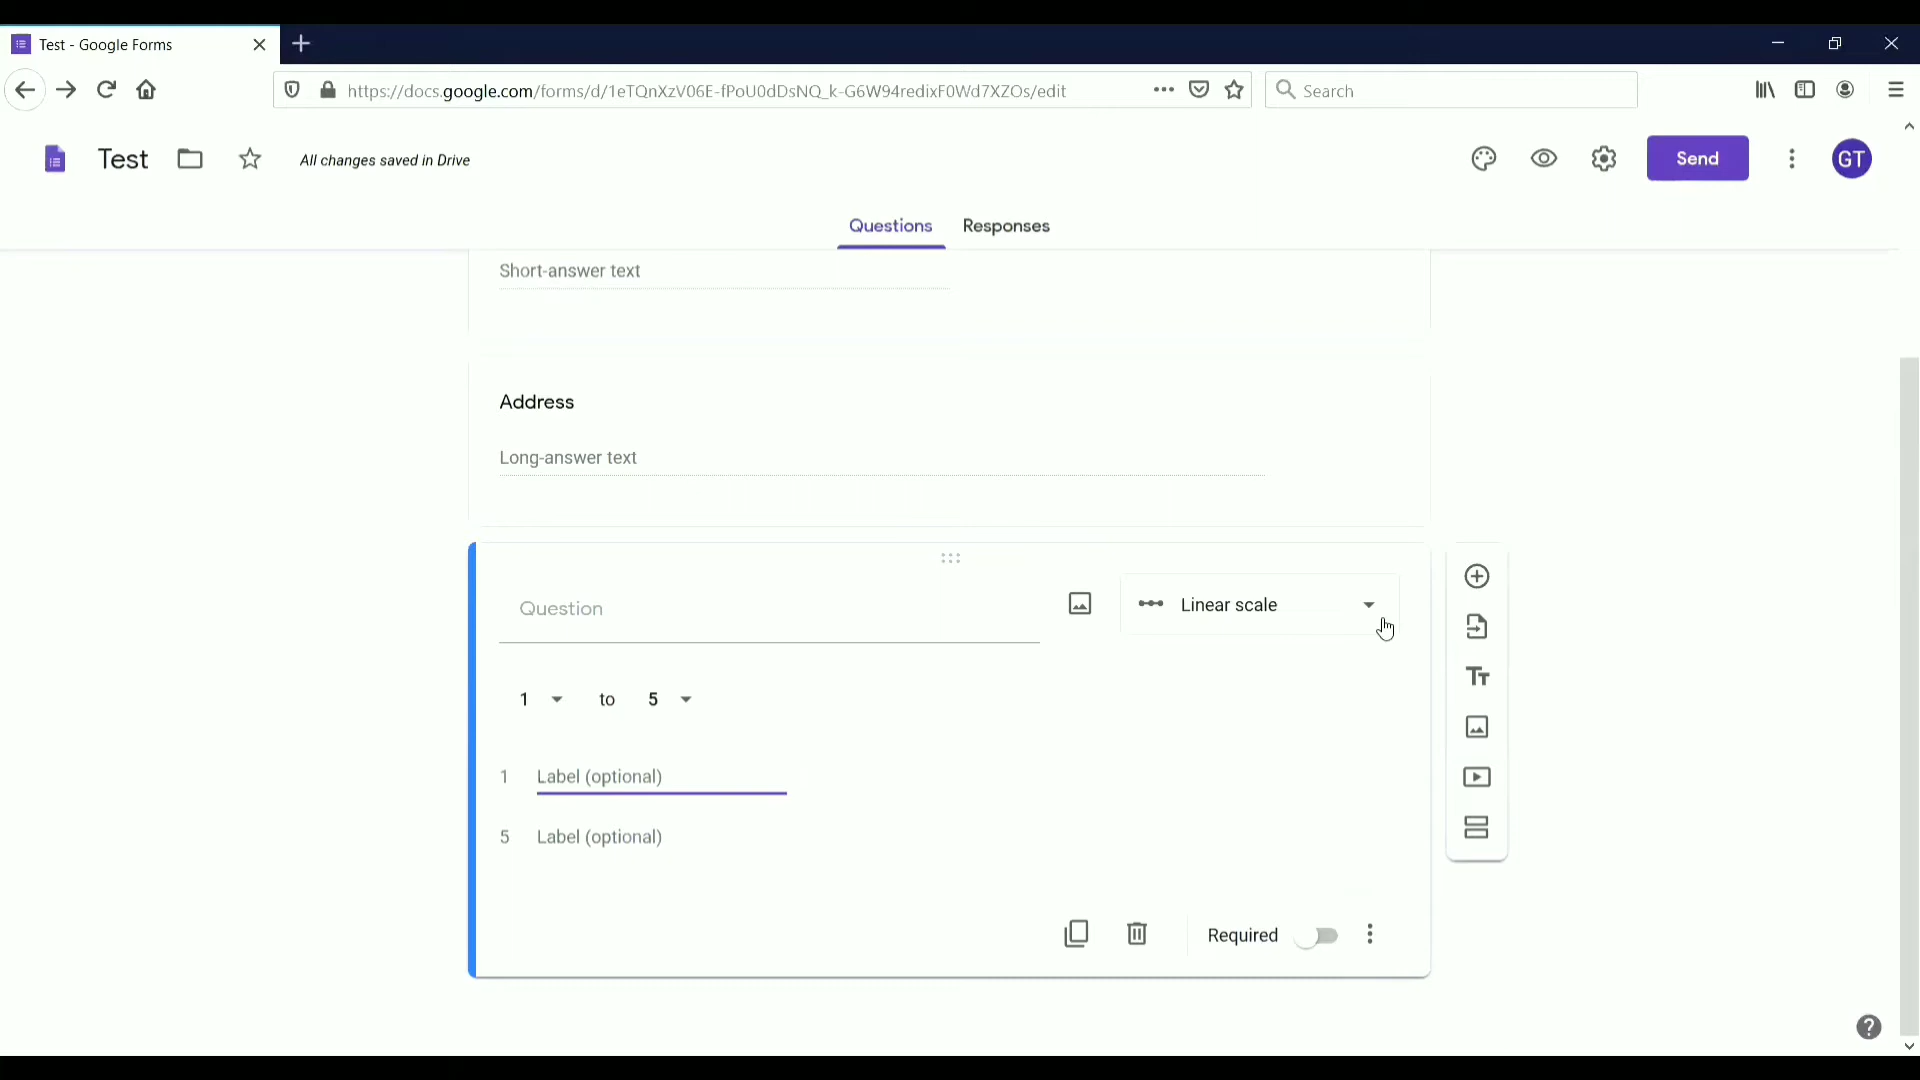 Test - Google Forms
https://docs.google.com/forms/d/1eTQnXzV06E-fPoU0dDsNQ_k-G6W94redixF0Wd7XZOs/edit
Search
Test
All changes saved in Drive
Send
GT
Questions
Responses
Short-answer text
Address
Long-answer text
Question
Linear scale
1 to 5
1 Label (optional)
5 Label (optional)
Required